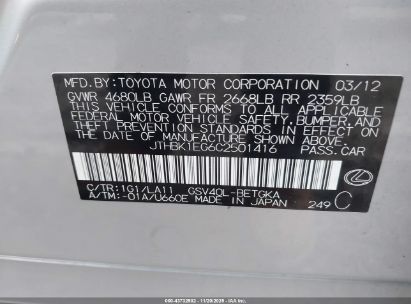 MFD.BY:TOYOTA MOTOR CORPORATION 03/12
GVWR 4680LB GAWR FR 2668LB RR 2359LB
THIS VEHICLE CONFORMS TO ALL APPLICABLE
FEDERAL MOTOR VEHICLE SAFETY,BUMPER,AND
THEFT PREVENTION STANDARDS IN EFFECT ON
THE DATE OF MANUFACTURE SHOWN ABOVE.
JTHBK1EG6C2501416 PASS.CAR
C/TR:1G1/LA11 GSV40L-BETGKA
A/TM:-01A/U660E MADE IN JAPAN 249 C